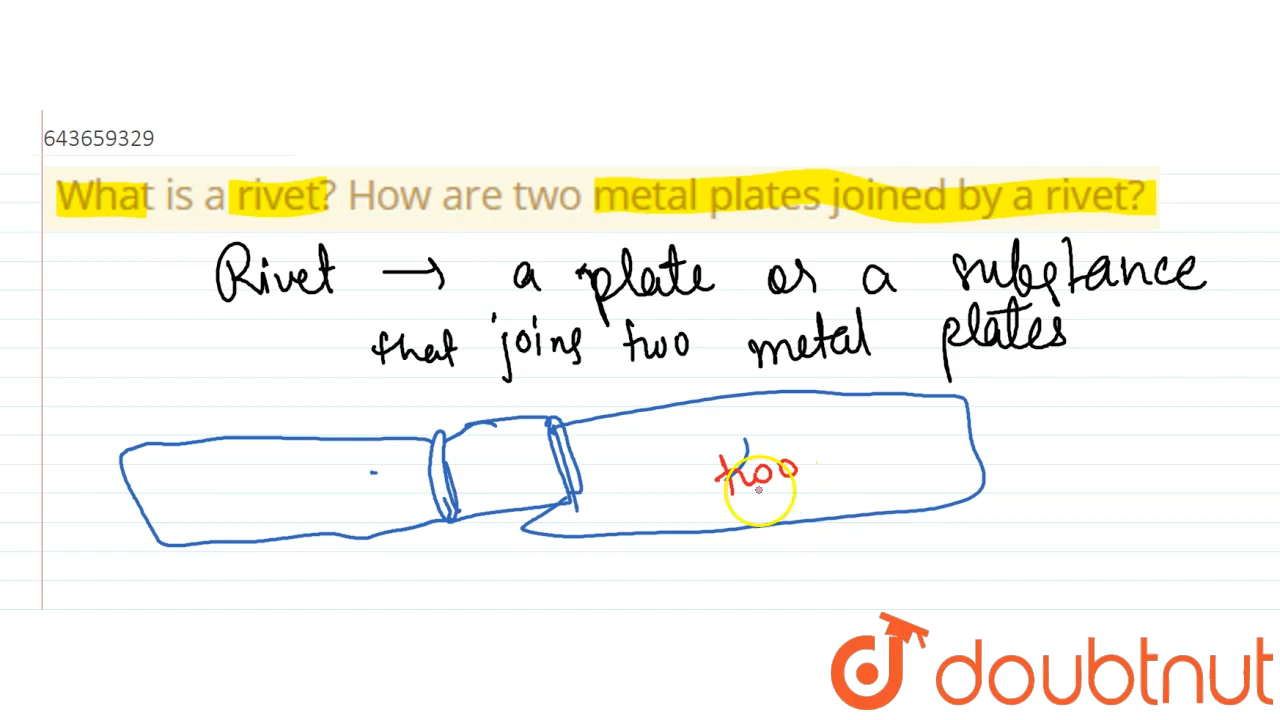 643659329
What is a rivet? How are two metal plates joined by a rivet?
Rivet → a plate or a substance
that joins two metal plates
too
doubtnut